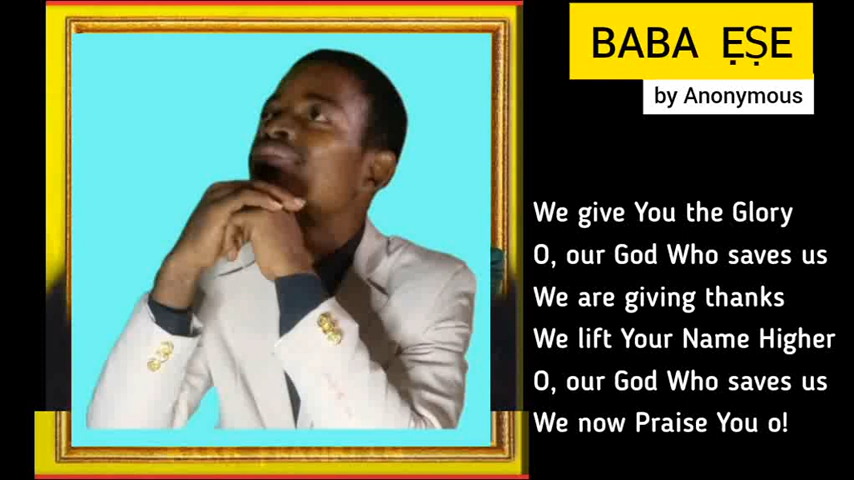 BABA ẸṢE
by Anonymous
We give You the Glory
O, our God Who saves us
We are giving thanks
We lift Your Name Higher
O, our God Who saves us
We now Praise You o!